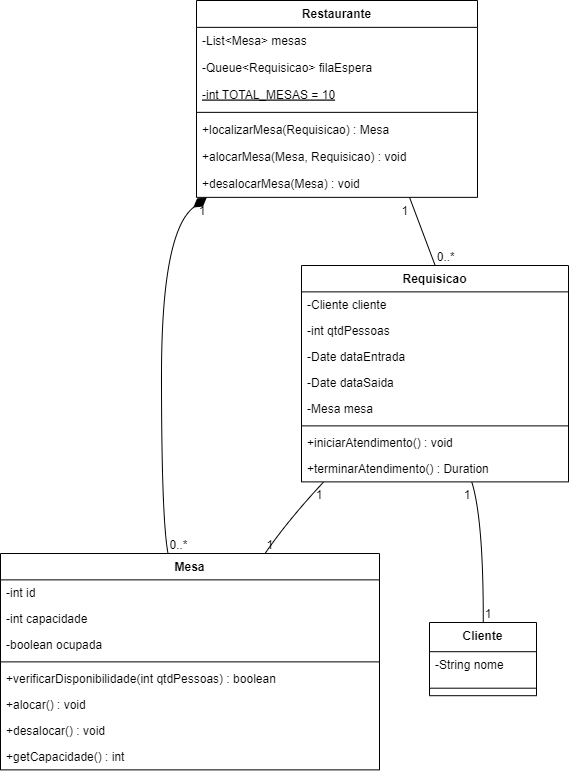 Restaurante
-List<Mesa> mesas
-Queue<Requisicao> filaEspera
-int TOTAL_MESAS = 10
+localizarMesa(Requisicao) : Mesa
+alocarMesa(Mesa, Requisicao) : void
+desalocarMesa(Mesa) : void
1
1
0..*
Requisicao
-Cliente cliente
-int qtdPessoas
-Date dataEntrada
-Date dataSaida
-Mesa mesa
+iniciarAtendimento() : void
+terminarAtendimento() : Duration
1
1
0..*
1
Mesa
-int id
-int capacidade
-boolean ocupada
+verificarDisponibilidade(int qtdPessoas) : boolean
+alocar() : void
+desalocar() : void
+getCapacidade() : int
1
Cliente
-String nome